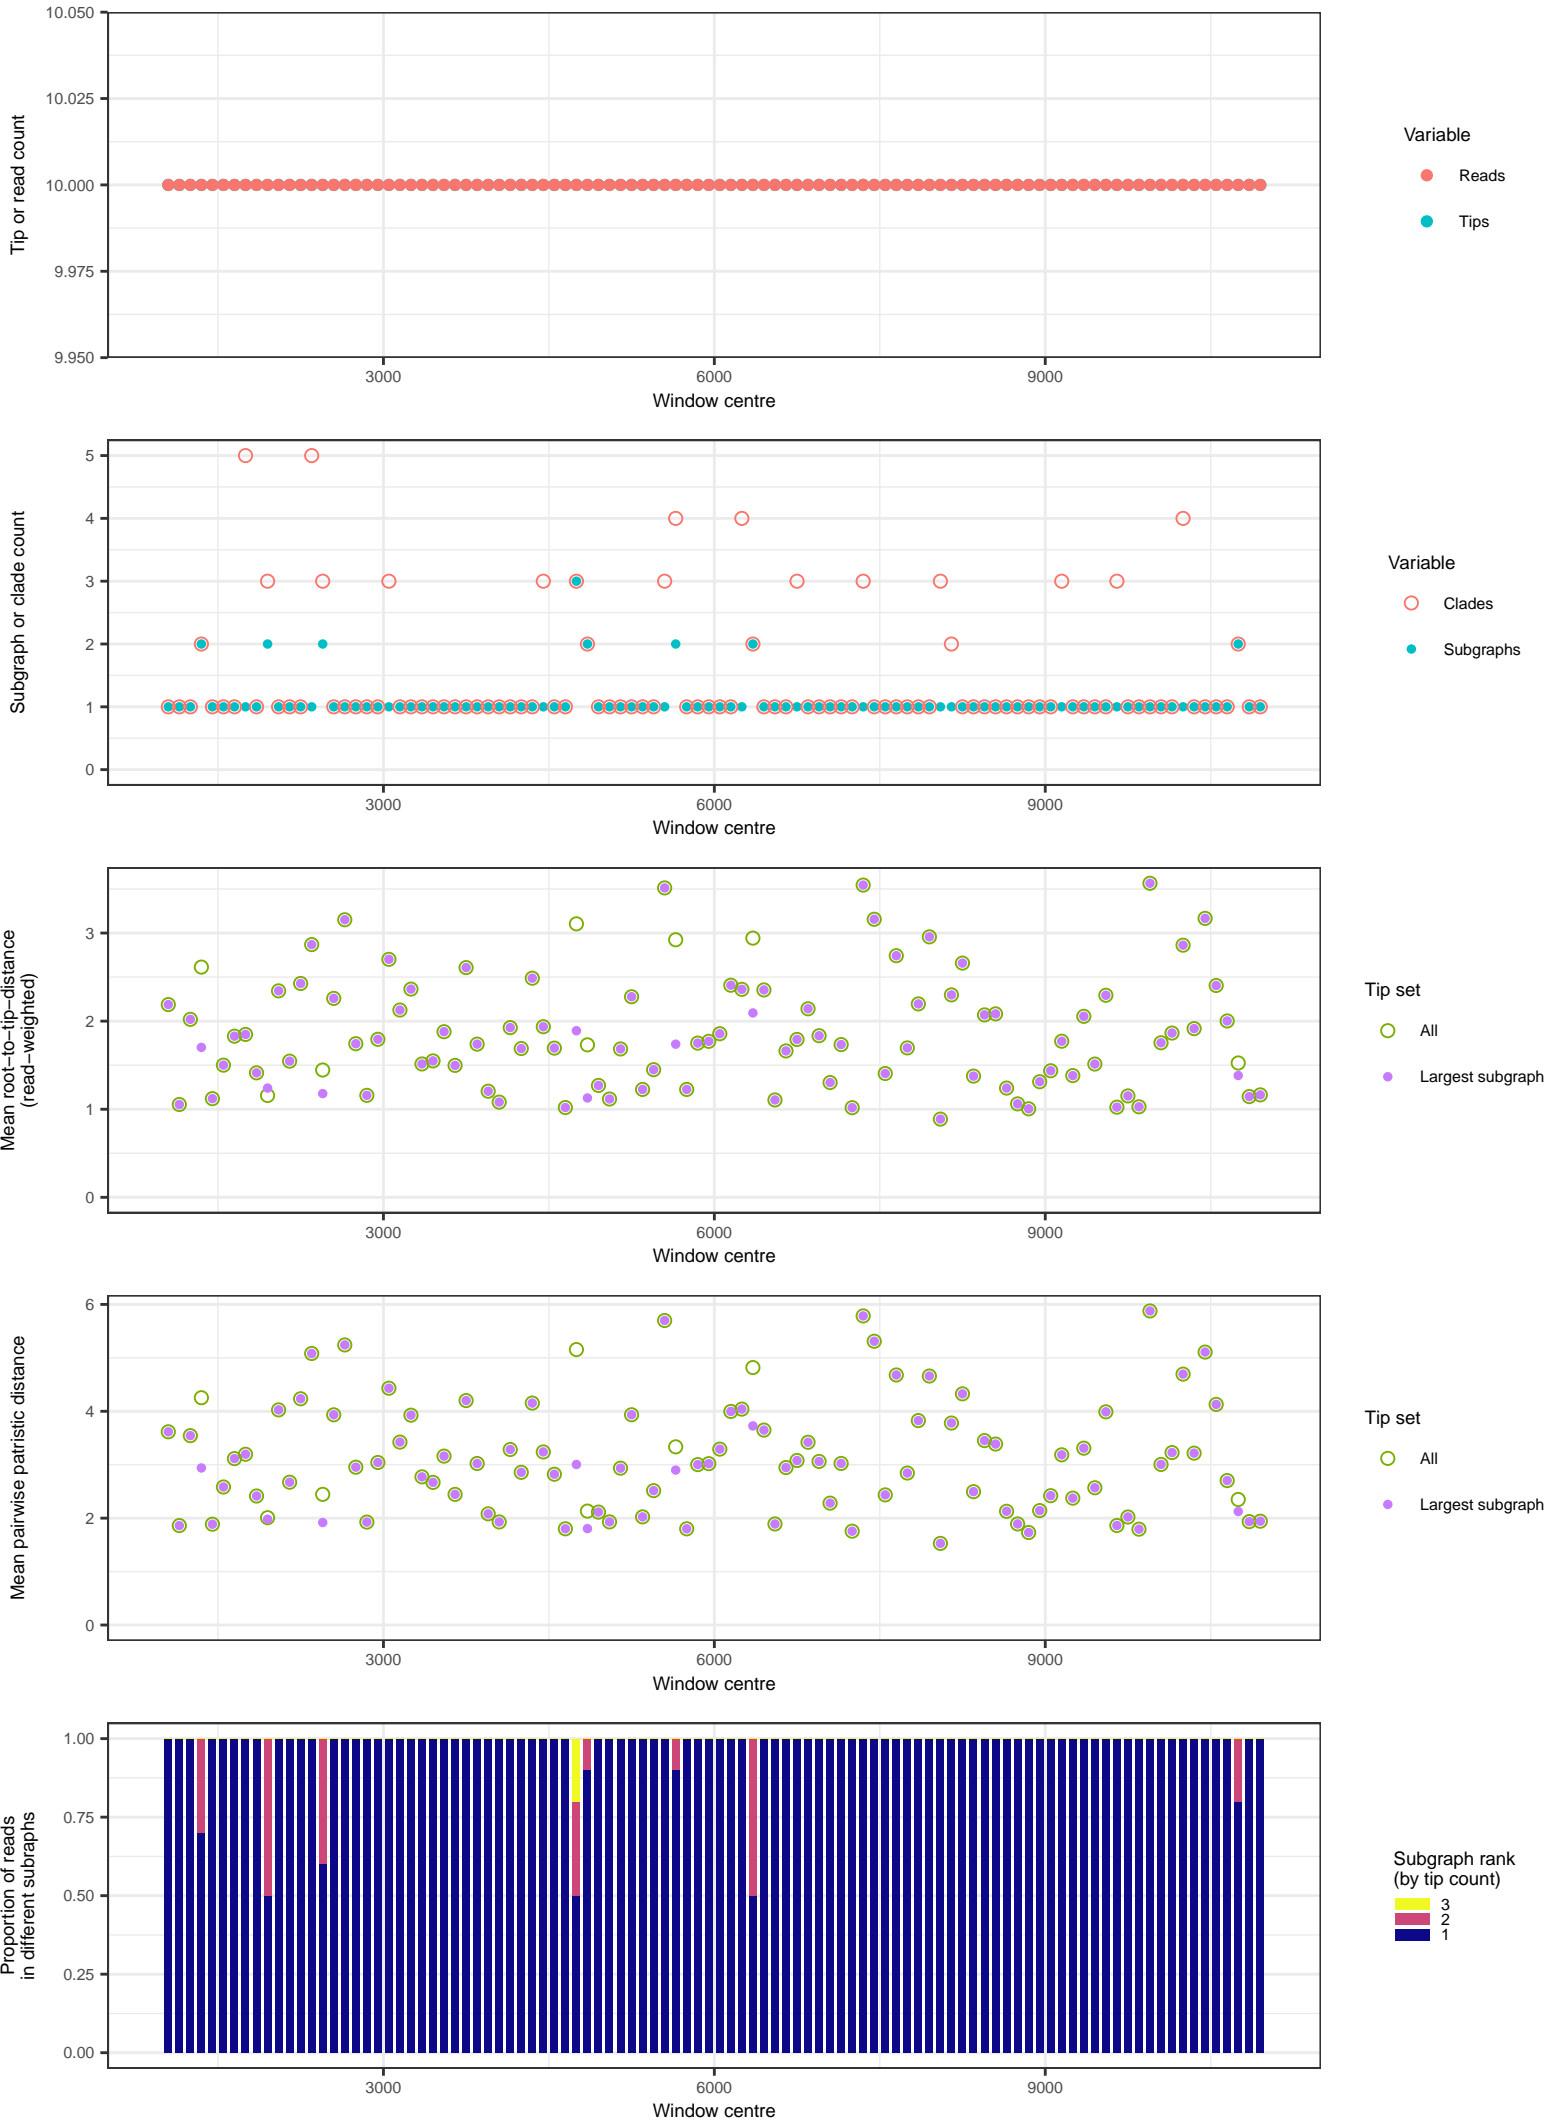 10.050
10.025
10.000
9.975
9.950
Tip or read count
3000
6000
9000
Window centre
Variable
Reads
Tips
5
4
3
2
1
0
Subgraph or clade count
3000
6000
9000
Window centre
Variable
Clades
Subgraphs
3
2
1
0
Mean root−to−tip−distance
(read−weighted)
3000
6000
9000
Window centre
Tip set
All
Largest subgraph
6
4
2
0
Mean pairwise patristic distance
3000
6000
9000
Window centre
Tip set
All
Largest subgraph
1.00
0.75
0.50
0.25
0.00
Proportion of reads
in different subraphs
3000
6000
9000
Window centre
Subgraph rank
(by tip count)
3
2
1